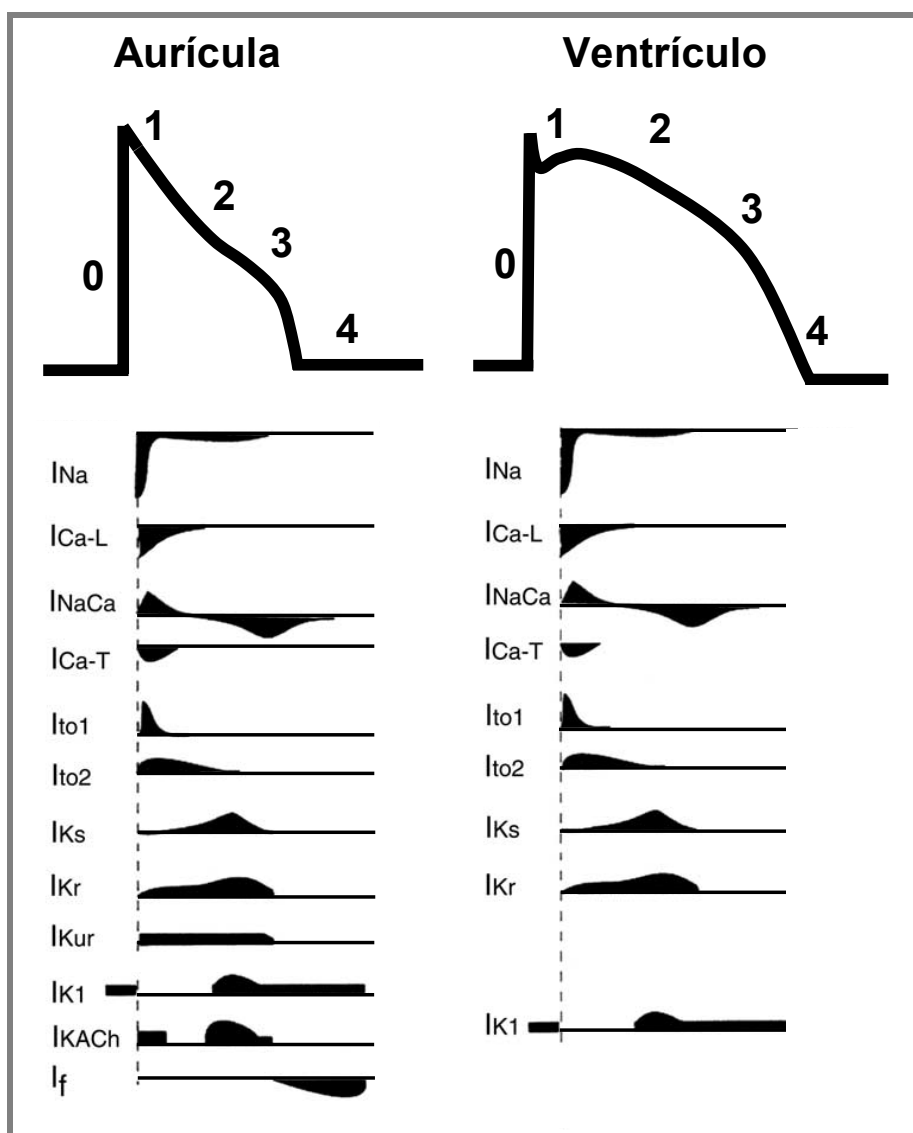 Aurícula
1
2
3
0
4
INa
ICa-L
INaCa
ICa-T
Ito1
Ito2
IKs
IKr
IKur
IK1
IKACh
If
Ventrículo
1
2
3
0
4
INa
ICa-L
INaCa
ICa-T
Ito1
Ito2
IKs
IKr
IK1